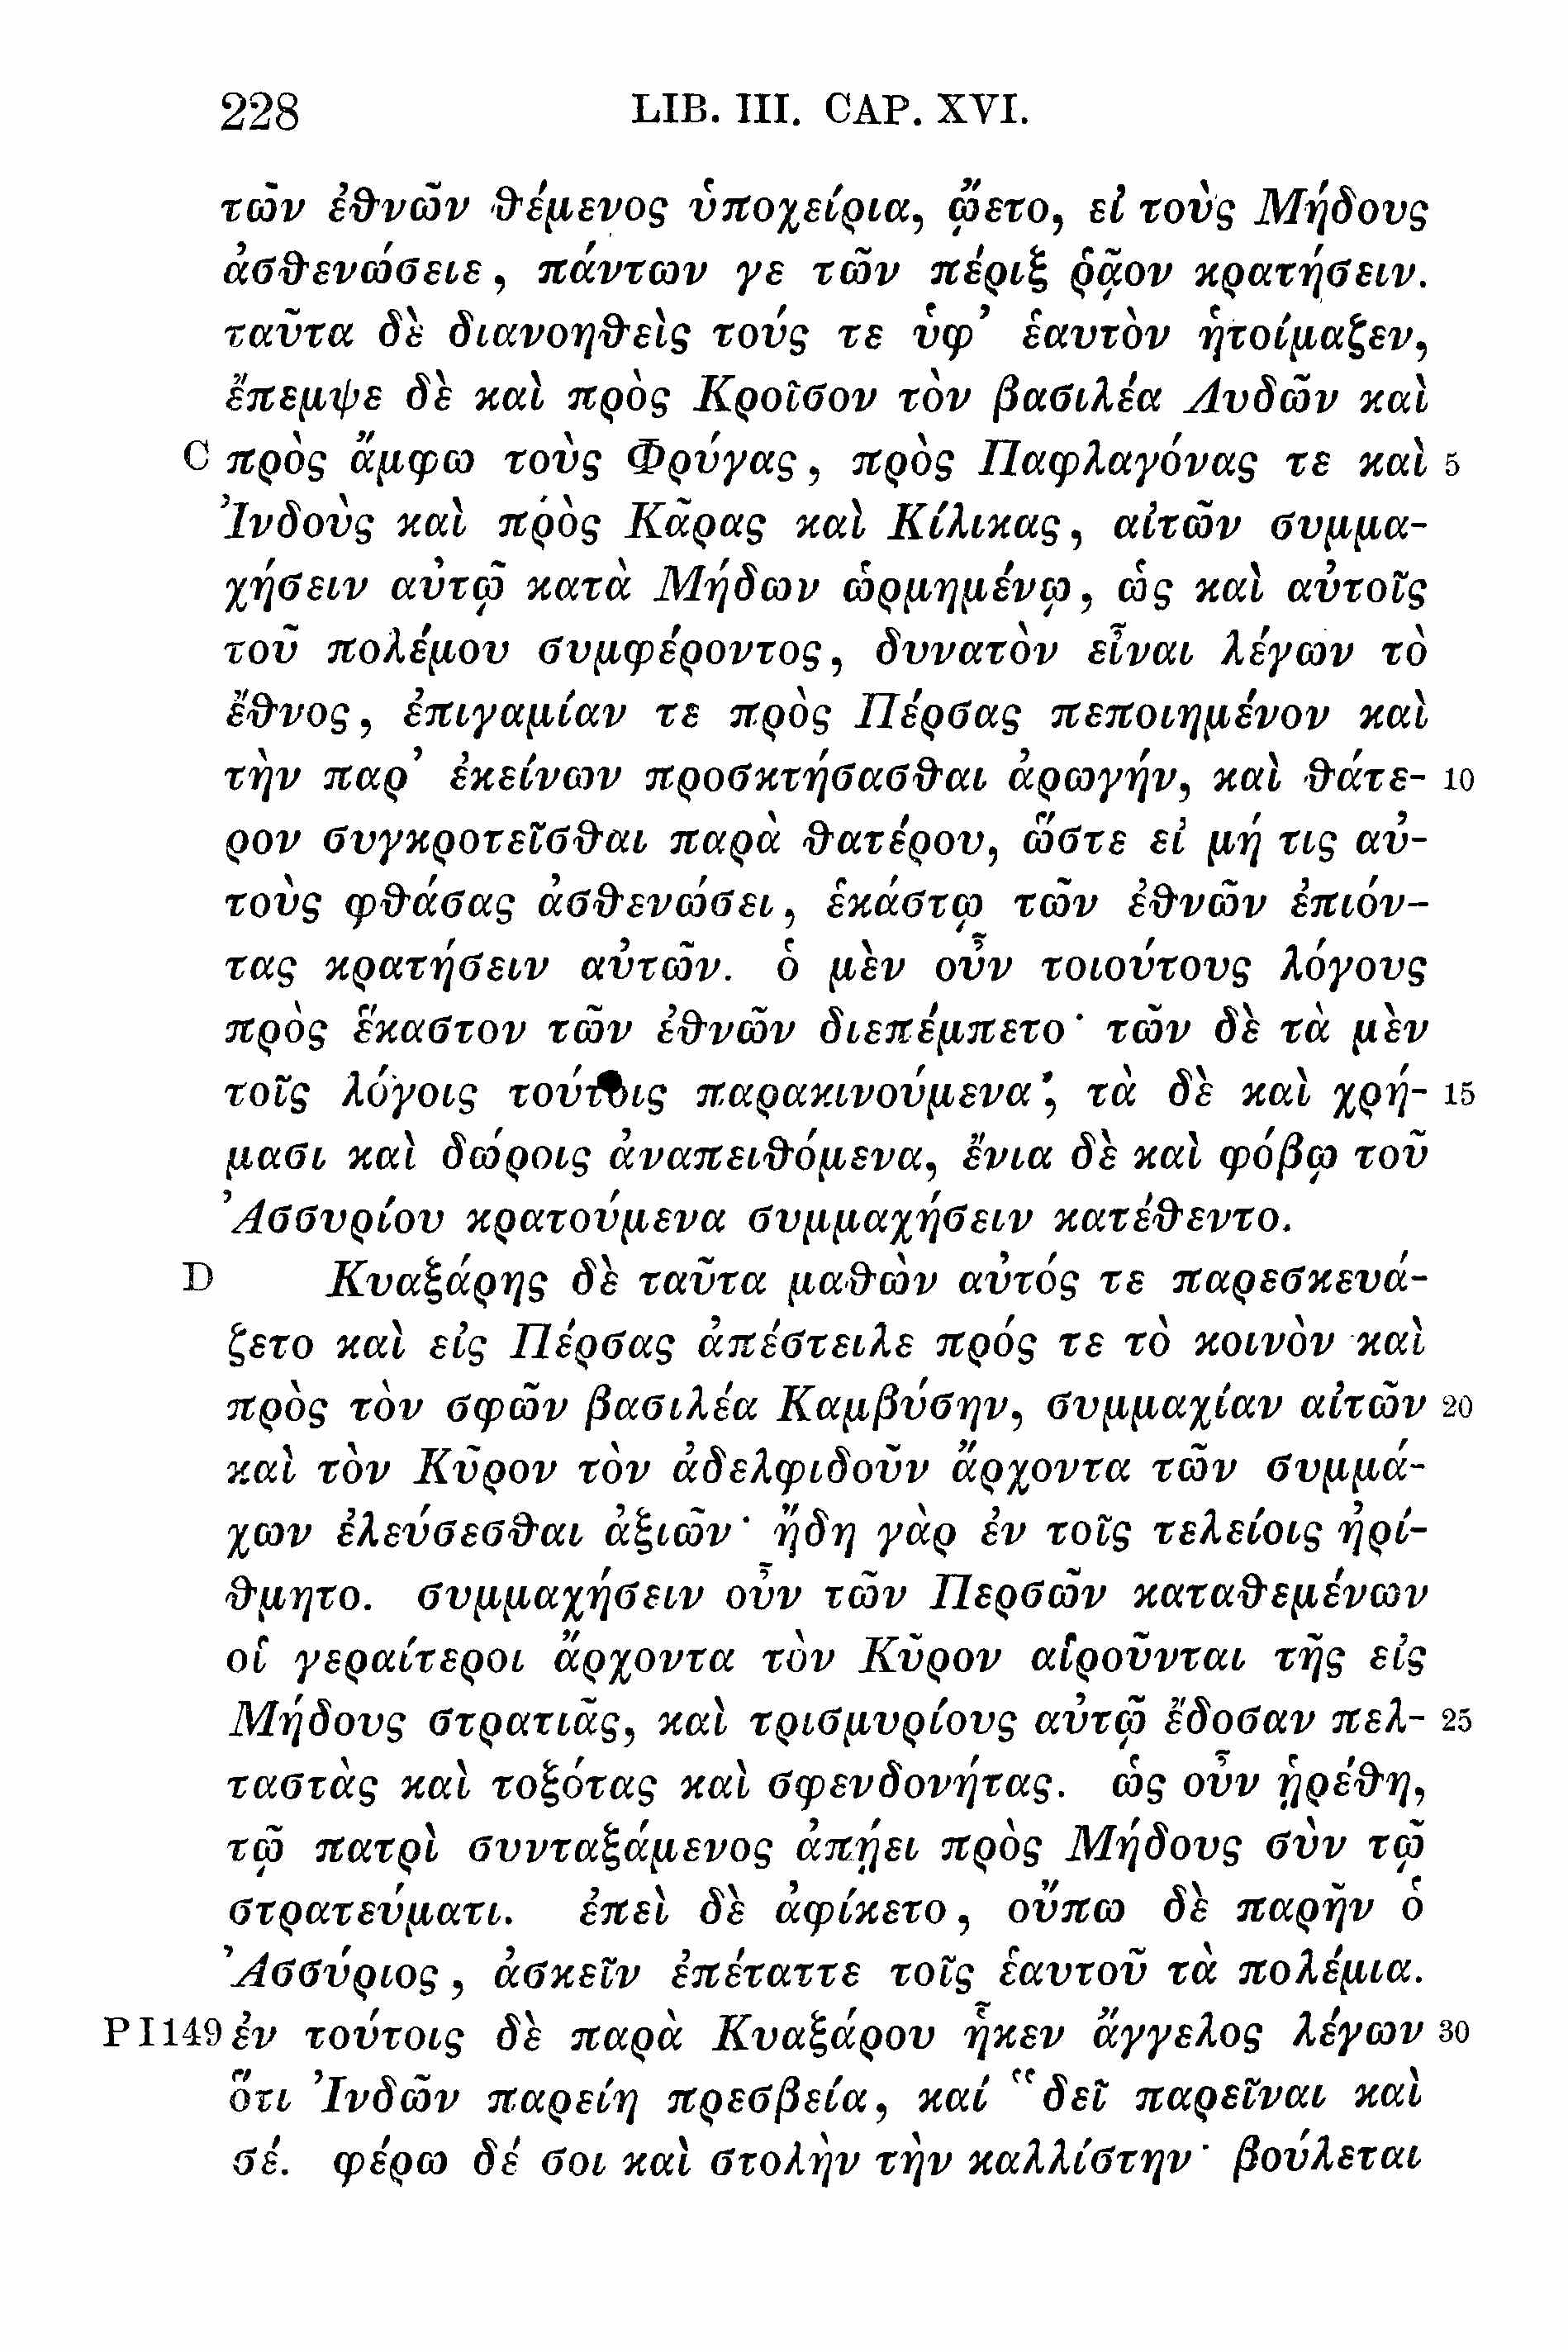 228 LIB. III. CAP. XVI.
τῶν ἐθνῶν θέμενος ὑποχείρια, ᾤετο, εἰ τοὺς Μήδους
ἀσθενώσειε, πάντων γε τῶν πέριξ ῥᾷον κρατήσειν.
ταῦτα δὲ διανοηθεὶς τούς τε ὑφ᾽ ἑαυτὸν ἡτοίμαζεν,
ἔπεμψε δὲ καὶ πρὸς Κροῖσον τὸν βασιλέα Λυδῶν καὶ
C πρὸς ἄμφω τοὺς Φρύγας, πρὸς Παφλαγόνας τε καὶ 5
Ἰνδοὺς καὶ πρὸς Κᾶρας καὶ Κίλικας, αἰτῶν συμμα-
χήσειν αὐτῷ κατὰ Μήδων ὡρμημένῳ, ὡς καὶ αὐτοῖς
τοῦ πολέμου συμφέροντος, δυνατὸν εἶναι λέγων τὸ
ἔθνος, ἐπιγαμίαν τε πρὸς Πέρσας πεποιημένον καὶ
τὴν παρ᾽ ἐκείνων προσκτήσασθαι ἀρωγήν, καὶ θάτε- 10
ρον συγκροτεῖσθαι παρὰ θατέρου, ὥστε εἰ μή τις αὐ-
τοὺς φθάσας ἀσθενώσει, ἑκάστῳ τῶν ἐθνῶν ἐπιόν-
τας κρατήσειν αὐτῶν. ὁ μὲν οὖν τοιούτους λόγους
πρὸς ἕκαστον τῶν ἐθνῶν διεπέμπετο· τῶν δὲ τὰ μὲν
τοῖς λόγοις τούτοις παρακινούμενα, τὰ δὲ καὶ χρή- 15
μασι καὶ δώροις ἀναπειθόμενα, ἔνια δὲ καὶ φόβῳ τοῦ
Ἀσσυρίου κρατούμενα συμμαχήσειν κατέθεντο.
D Κυαξάρης δὲ ταῦτα μαθὼν αὐτός τε παρεσκευά-
ζετο καὶ εἰς Πέρσας ἀπέστειλε πρός τε τὸ κοινὸν καὶ
πρὸς τὸν σφῶν βασιλέα Καμβύσην, συμμαχίαν αἰτῶν 20
καὶ τὸν Κῦρον τὸν ἀδελφιδοῦν ἄρχοντα τῶν συμμά-
χων ἐλεύσεσθαι ἀξιῶν· ἤδη γὰρ ἐν τοῖς τελείοις ἠρί-
θμητο. συμμαχήσειν οὖν τῶν Περσῶν καταθεμένων
οἱ γεραίτεροι ἄρχοντα τὸν Κῦρον αἱροῦνται τῆς εἰς
Μήδους στρατιᾶς, καὶ τρισμυρίους αὐτῷ ἔδοσαν πελ- 25
ταστὰς καὶ τοξότας καὶ σφενδονήτας. ὡς οὖν ᾑρέθη,
τῷ πατρὶ συνταξάμενος ἀπῄει πρὸς Μήδους σὺν τῷ
στρατεύματι. ἐπεὶ δὲ ἀφίκετο, οὔπω δὲ παρῆν ὁ
Ἀσσύριος, ἀσκεῖν ἐπέταττε τοῖς ἑαυτοῦ τὰ πολέμια.
P I 149 ἐν τούτοις δὲ παρὰ Κυαξάρου ἧκεν ἄγγελος λέγων 30
ὅτι Ἰνδῶν παρείη πρεσβεία, καί “δεῖ παρεῖναι καὶ
σέ. φέρω δέ σοι καὶ στολὴν τὴν καλλίστην· βούλεται